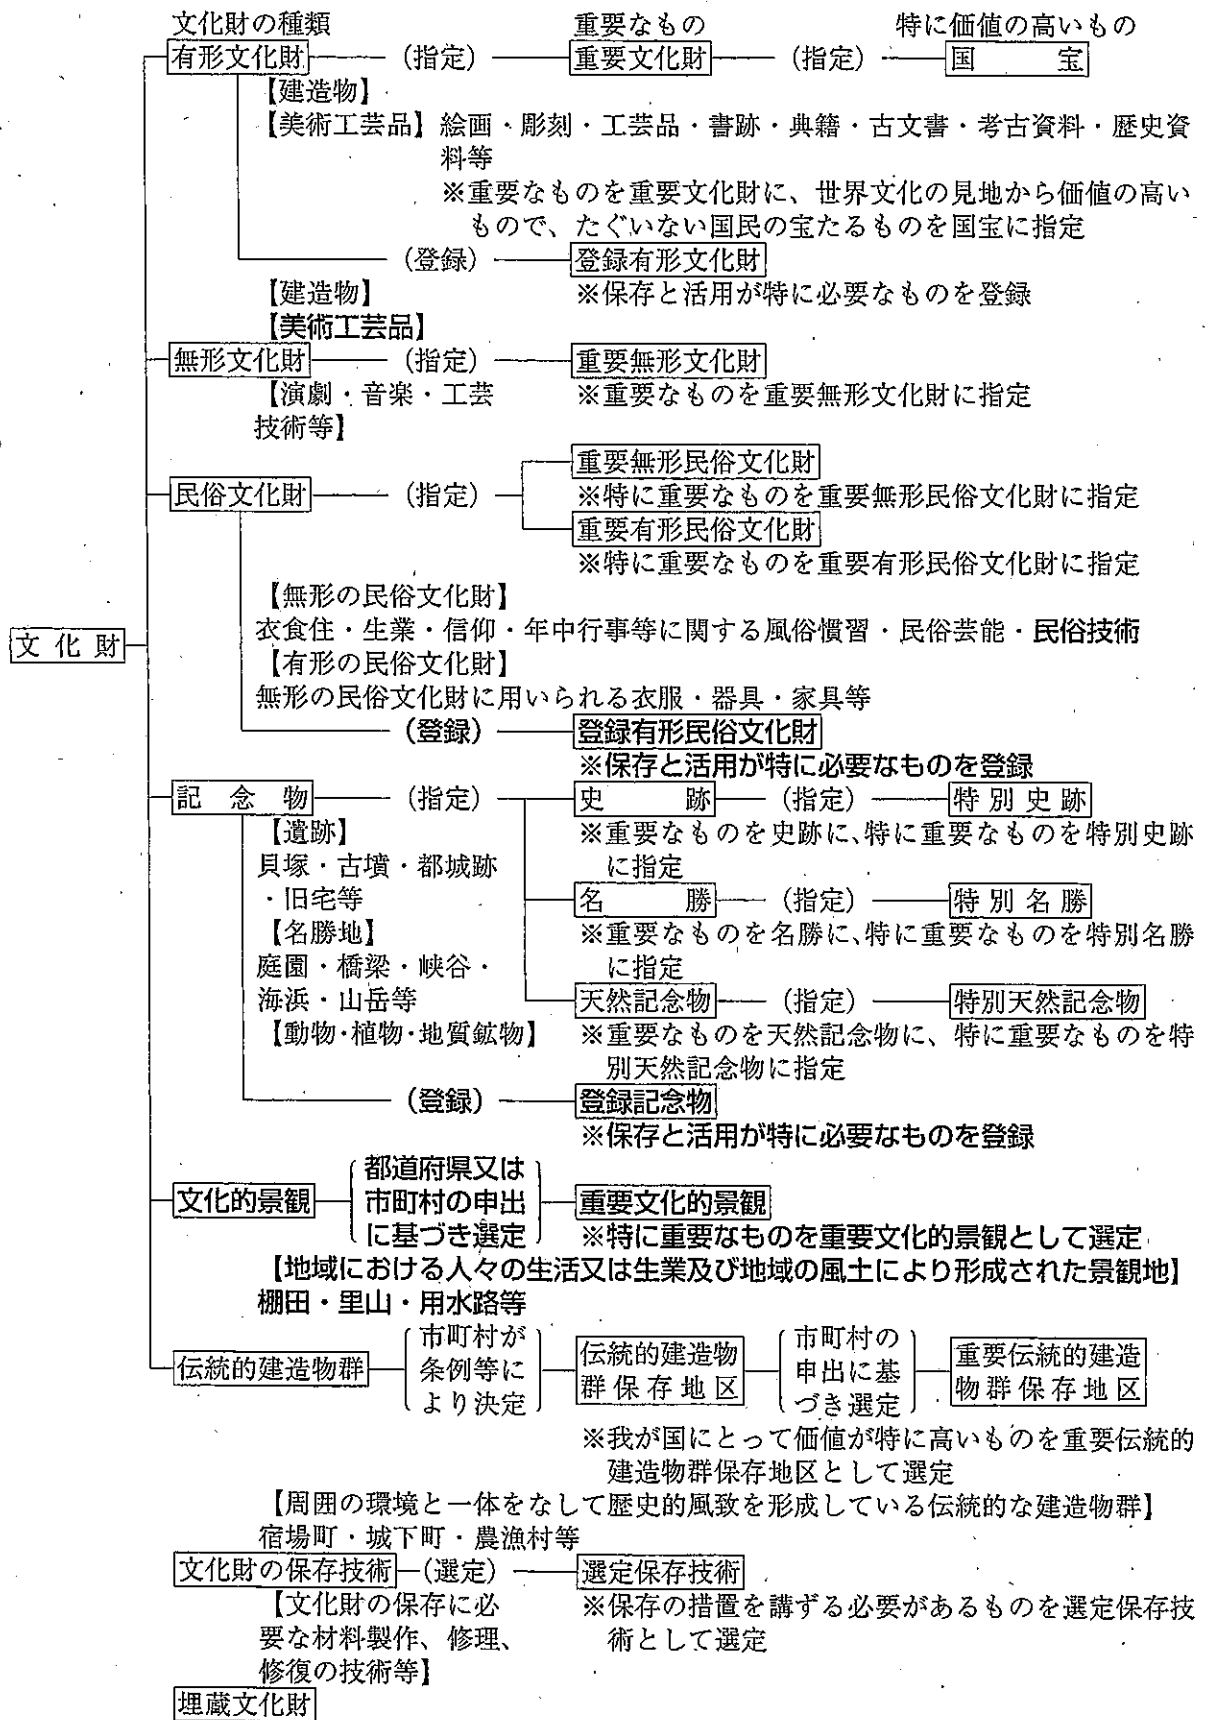 文化財の種類 重要なもの 特に価値の高いもの
有形文化財 (指定) 重要文化財 (指定) 国宝
【建造物】
【美術工芸品】絵画・彫刻・工芸品・書跡・典籍・古文書・考古資料・歴史資
料等
※重要なものを重要文化財に、世界文化の見地から価値の高い
もので、たぐいない国民の宝たるものを国宝に指定
(登録) 登録有形文化財
【建造物】 ※保存と活用が特に必要なものを登録
【美術工芸品】
無形文化財 (指定) 重要無形文化財
【演劇・音楽・工芸 ※重要なものを重要無形文化財に指定
技術等】
重要無形民俗文化財
民俗文化財 (指定) ※特に重要なものを重要無形民俗文化財に指定
重要有形民俗文化財
※特に重要なものを重要有形民俗文化財に指定
【無形の民俗文化財】
衣食住・生業・信仰・年中行事等に関する風俗慣習・民俗芸能・民俗技術
文化財
【有形の民俗文化財】
無形の民俗文化財に用いられる衣服・器具・家具等
(登録) 登録有形民俗文化財
※保存と活用が特に必要なものを登録
記念物 (指定) 史跡 (指定) 特別史跡
【遺跡】 ※重要なものを史跡に、特に重要なものを特別史跡
貝塚・古墳・都城跡 に指定
・旧宅等 名勝 (指定) 特別名勝
【名勝地】 ※重要なものを名勝に、特に重要なものを特別名勝
庭園・橋梁・峡谷・ に指定
海浜・山岳等 天然記念物 (指定) 特別天然記念物
【動物・植物・地質鉱物】 ※重要なものを天然記念物に、特に重要なものを特
別天然記念物に指定
(登録) 登録記念物
※保存と活用が特に必要なものを登録
都道府県又は
文化的景観 市町村の申出 重要文化的景観
に基づき選定 ※特に重要なものを重要文化的景観として選定
【地域における人々の生活又は生業及び地域の風土により形成された景観地】
棚田・里山・用水路等
市町村が 伝統的建造物 市町村の 重要伝統的建造
伝統的建造物群 条例等に 群保存地区 申出に基 物群保存地区
より決定 づき選定
※我が国にとって価値が特に高いものを重要伝統的
建造物群保存地区として選定
【周囲の環境と一体をなして歴史的風致を形成している伝統的な建造物群】
宿場町・城下町・農漁村等
文化財の保存技術 (選定) 選定保存技術
【文化財の保存に必 ※保存の措置を講ずる必要があるものを選定保存技
要な材料製作、修理、 術として選定
修復の技術等】
埋蔵文化財